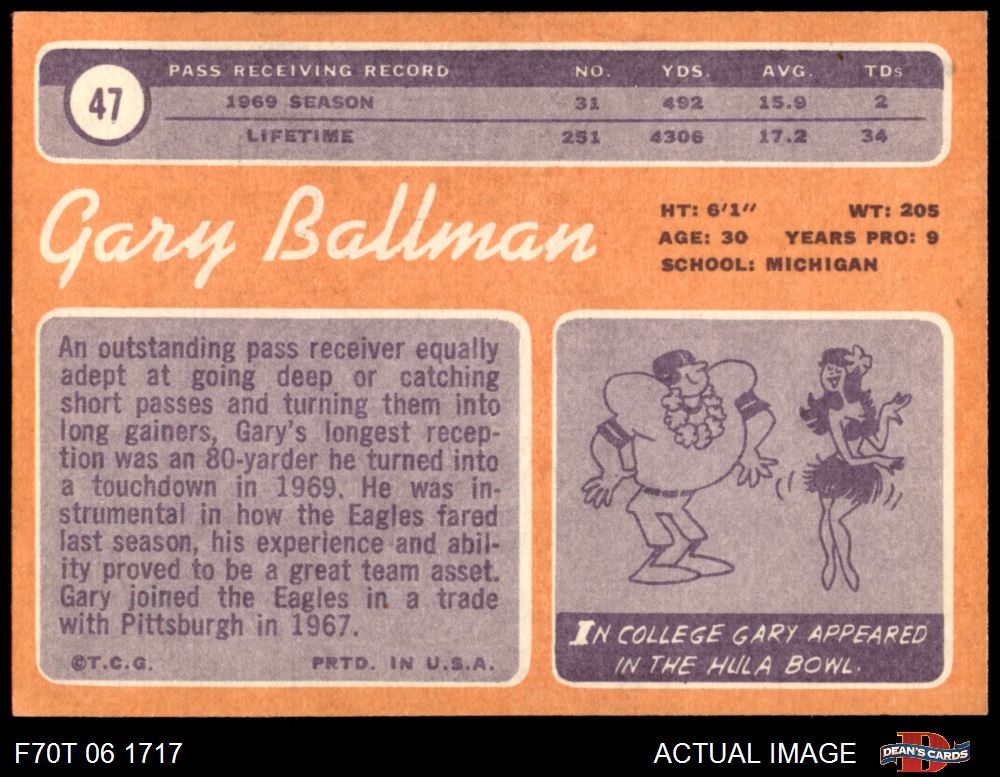 47
PASS RECEIVING RECORD NO. YDS. AVG. TDs
1969 SEASON 31 492 15.9 2
LIFETIME 251 4306 17.2 34
Gary Ballman
HT: 6'1" WT: 205
AGE: 30 YEARS PRO: 9
SCHOOL: MICHIGAN
An outstanding pass receiver equally
adept at going deep or catching
short passes and turning them into
long gainers, Gary's longest recep-
tion was an 80-yarder he turned into
a touchdown in 1969. He was in-
strumental in how the Eagles fared
last season, his experience and abil-
ity proved to be a great team asset.
Gary joined the Eagles in a trade
with Pittsburgh in 1967.
©T.C.G. PRTD. IN U.S.A.
IN COLLEGE GARY APPEARED
IN THE HULA BOWL.
F70T 06 1717 ACTUAL IMAGE D DEAN'S CARDS